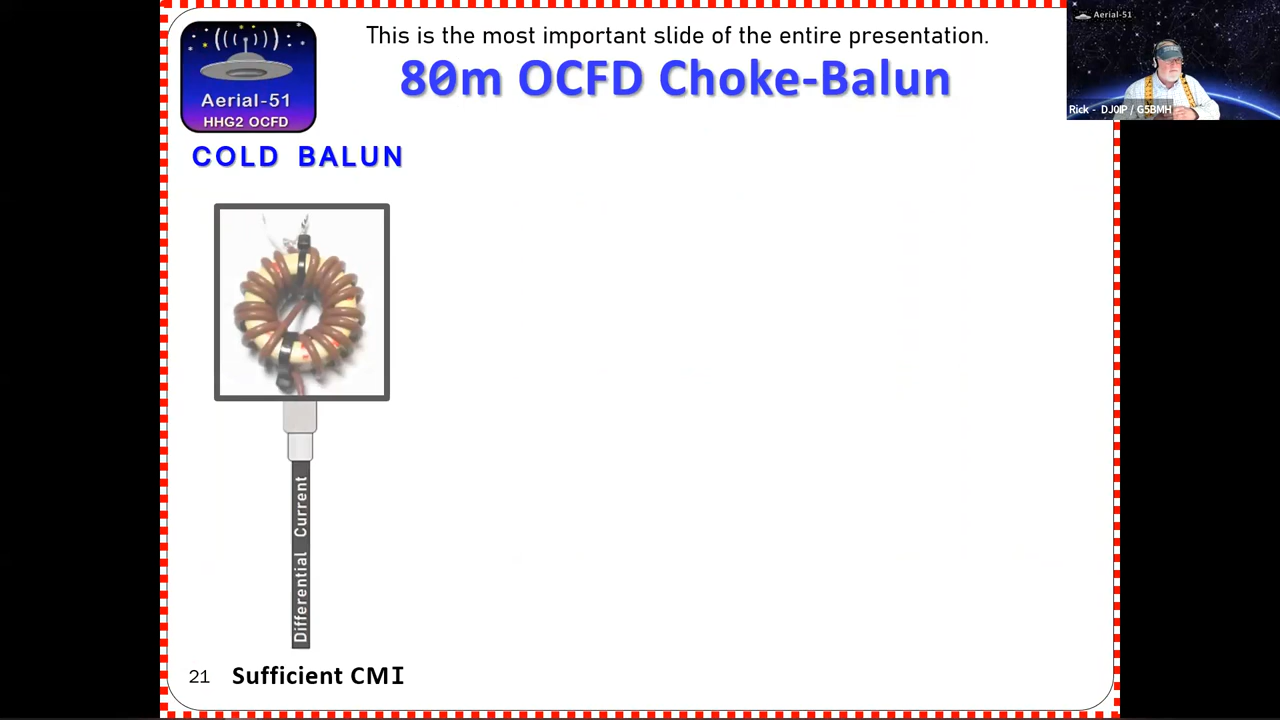 This is the most important slide of the entire presentation.
80m OCFD Choke-Balun
Aerial-51
HHG2 OCFD
COLD BALUN
Differential Current
21 Sufficient CMI
Aerial-51
Rick - DJ0IP / G5BMH